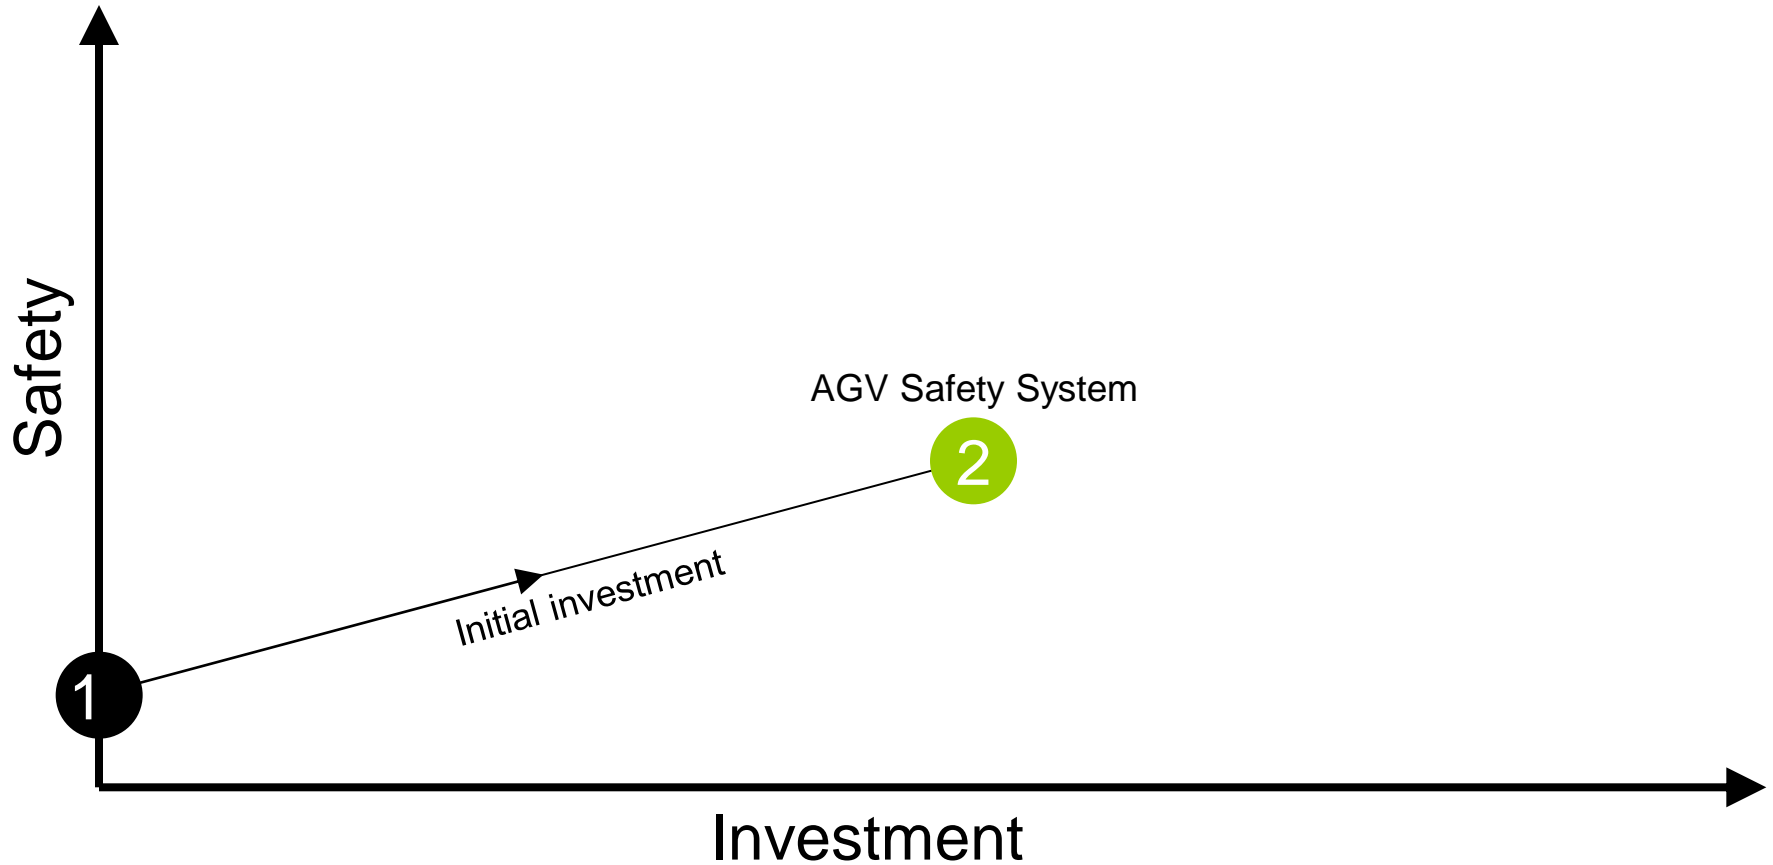 Safety
AGV Safety System
2
Initial investment
1
Investment